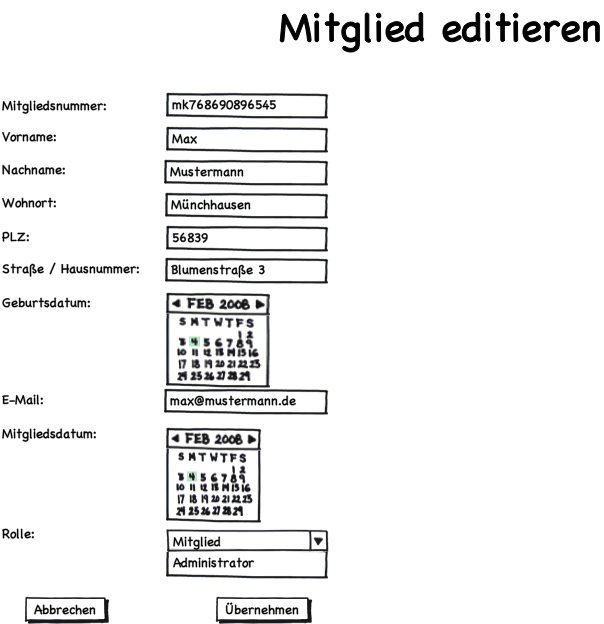 Mitglied editieren
Mitgliedsnummer: mk768690896545
Vorname: Max
Nachname: Mustermann
Wohnort: Münchhausen
PLZ: 56839
Straße / Hausnummer: Blumenstraße 3
Geburtsdatum: ◄ FEB 2008 ►
S M T W T F S
1 2
3 4 5 6 7 8 9
10 11 12 13 14 15 16
17 18 19 20 21 22 23
24 25 26 27 28 29
E-Mail: max@mustermann.de
Mitgliedsdatum: ◄ FEB 2008 ►
S M T W T F S
1 2
3 4 5 6 7 8 9
10 11 12 13 14 15 16
17 18 19 20 21 22 23
24 25 26 27 28 29
Rolle: Mitglied ▼
Administrator
Abbrechen Übernehmen